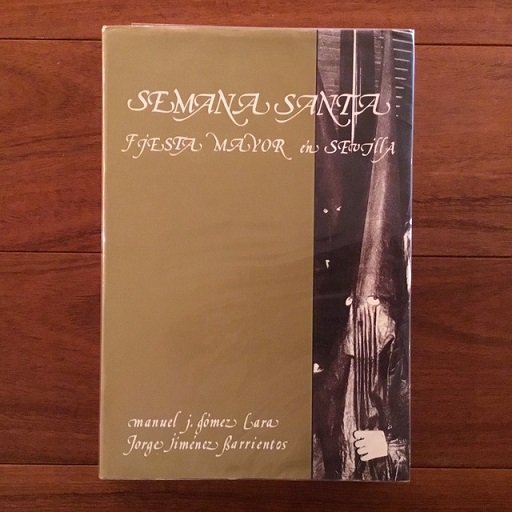 SEMANA SANTA
FiESTA MAYOR en SEvillA
manuel j. Gómez Lara
Jorge Jiménez Barrientos